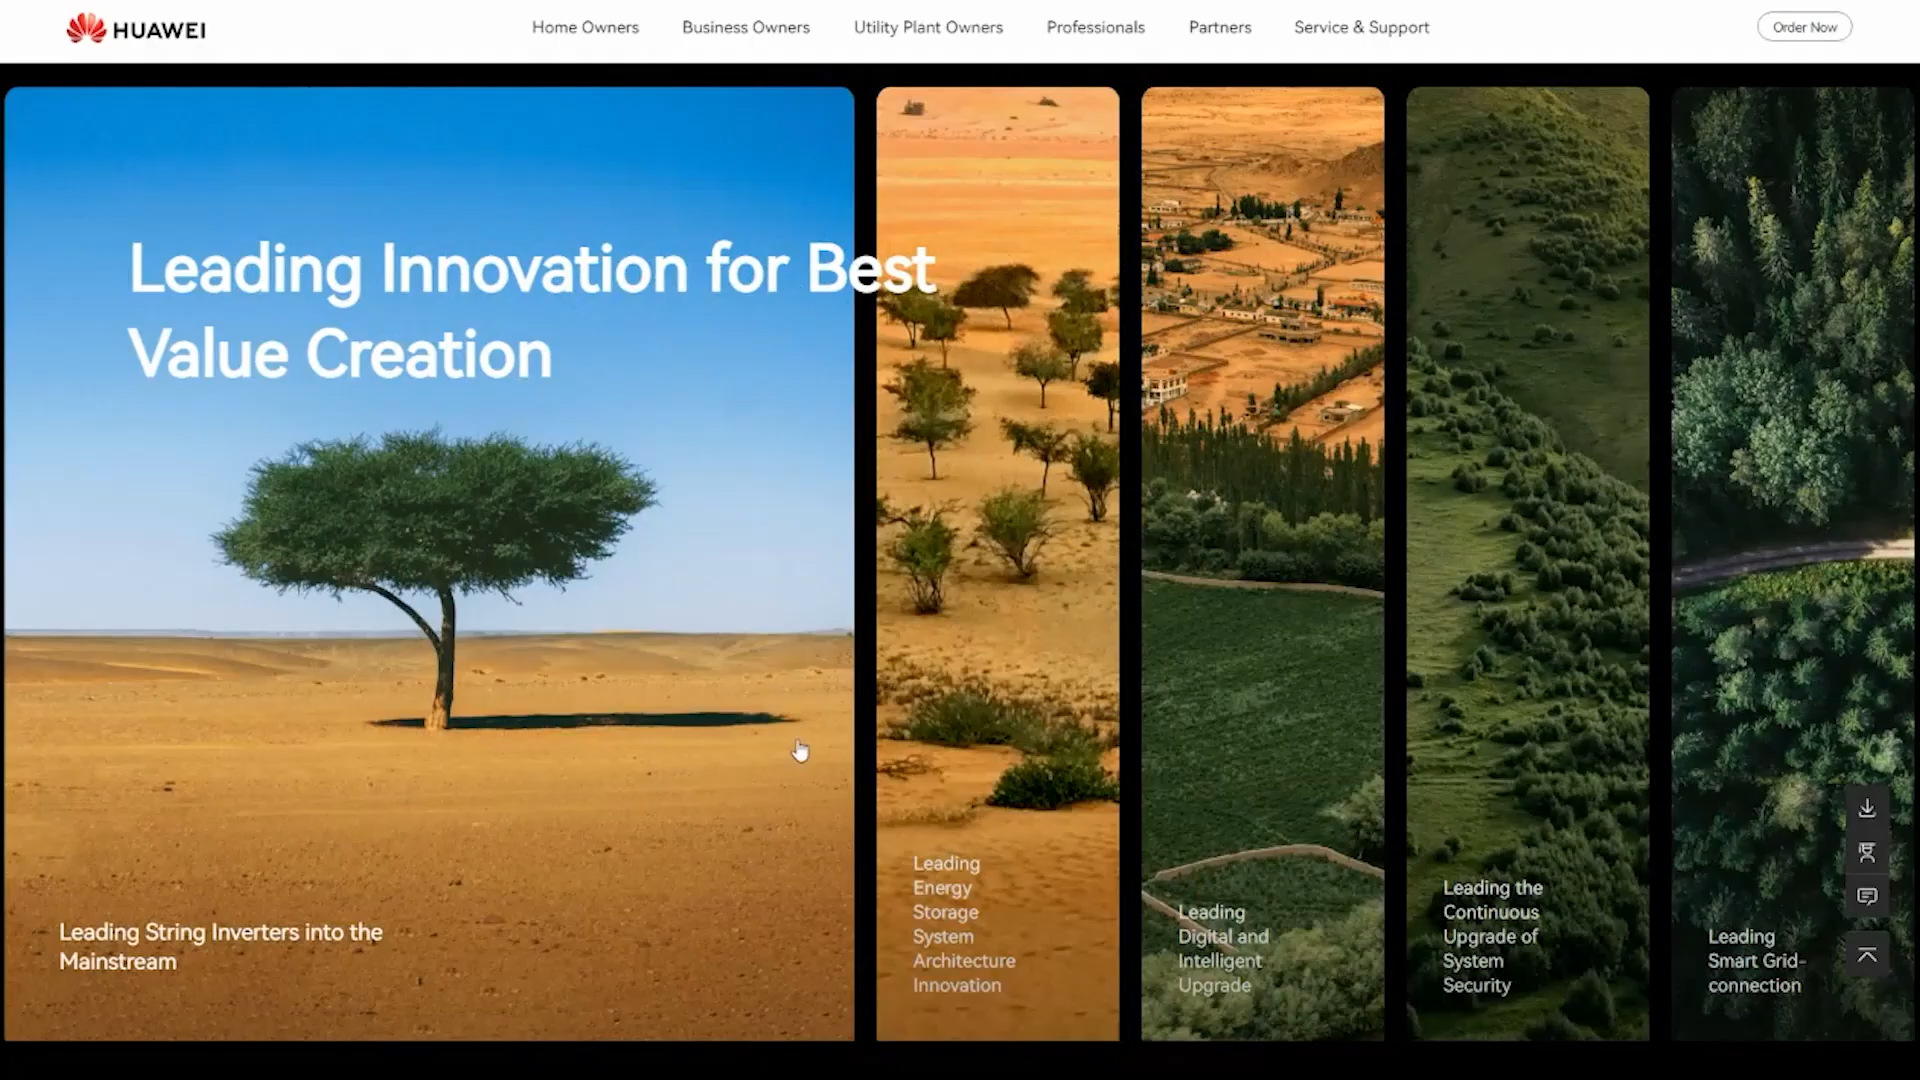 HUAWEI
Home Owners
Business Owners
Utility Plant Owners
Professionals
Partners
Service & Support
Order Now
Leading Innovation for Best
Value Creation
Leading String Inverters into the
Mainstream
Leading
Energy
Storage
System
Architecture
Innovation
Leading
Digital and
Intelligent
Upgrade
Leading the
Continuous
Upgrade of
System
Security
Leading
Smart Grid-
connection